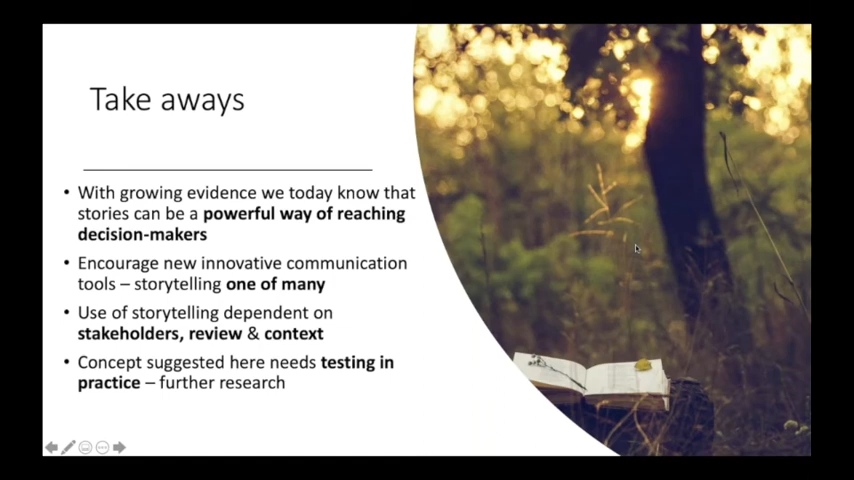 Take aways
• With growing evidence we today know that
stories can be a powerful way of reaching
decision-makers
• Encourage new innovative communication
tools – storytelling one of many
• Use of storytelling dependent on
stakeholders, review & context
• Concept suggested here needs testing in
practice – further research